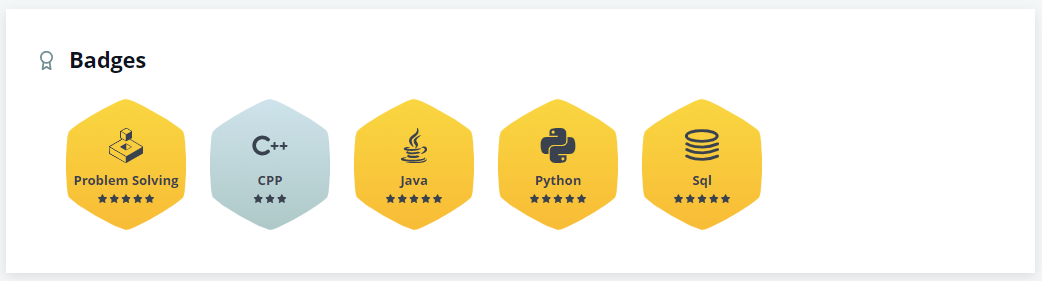 Badges
C++
Problem Solving
CPP
Java
Python
Sql